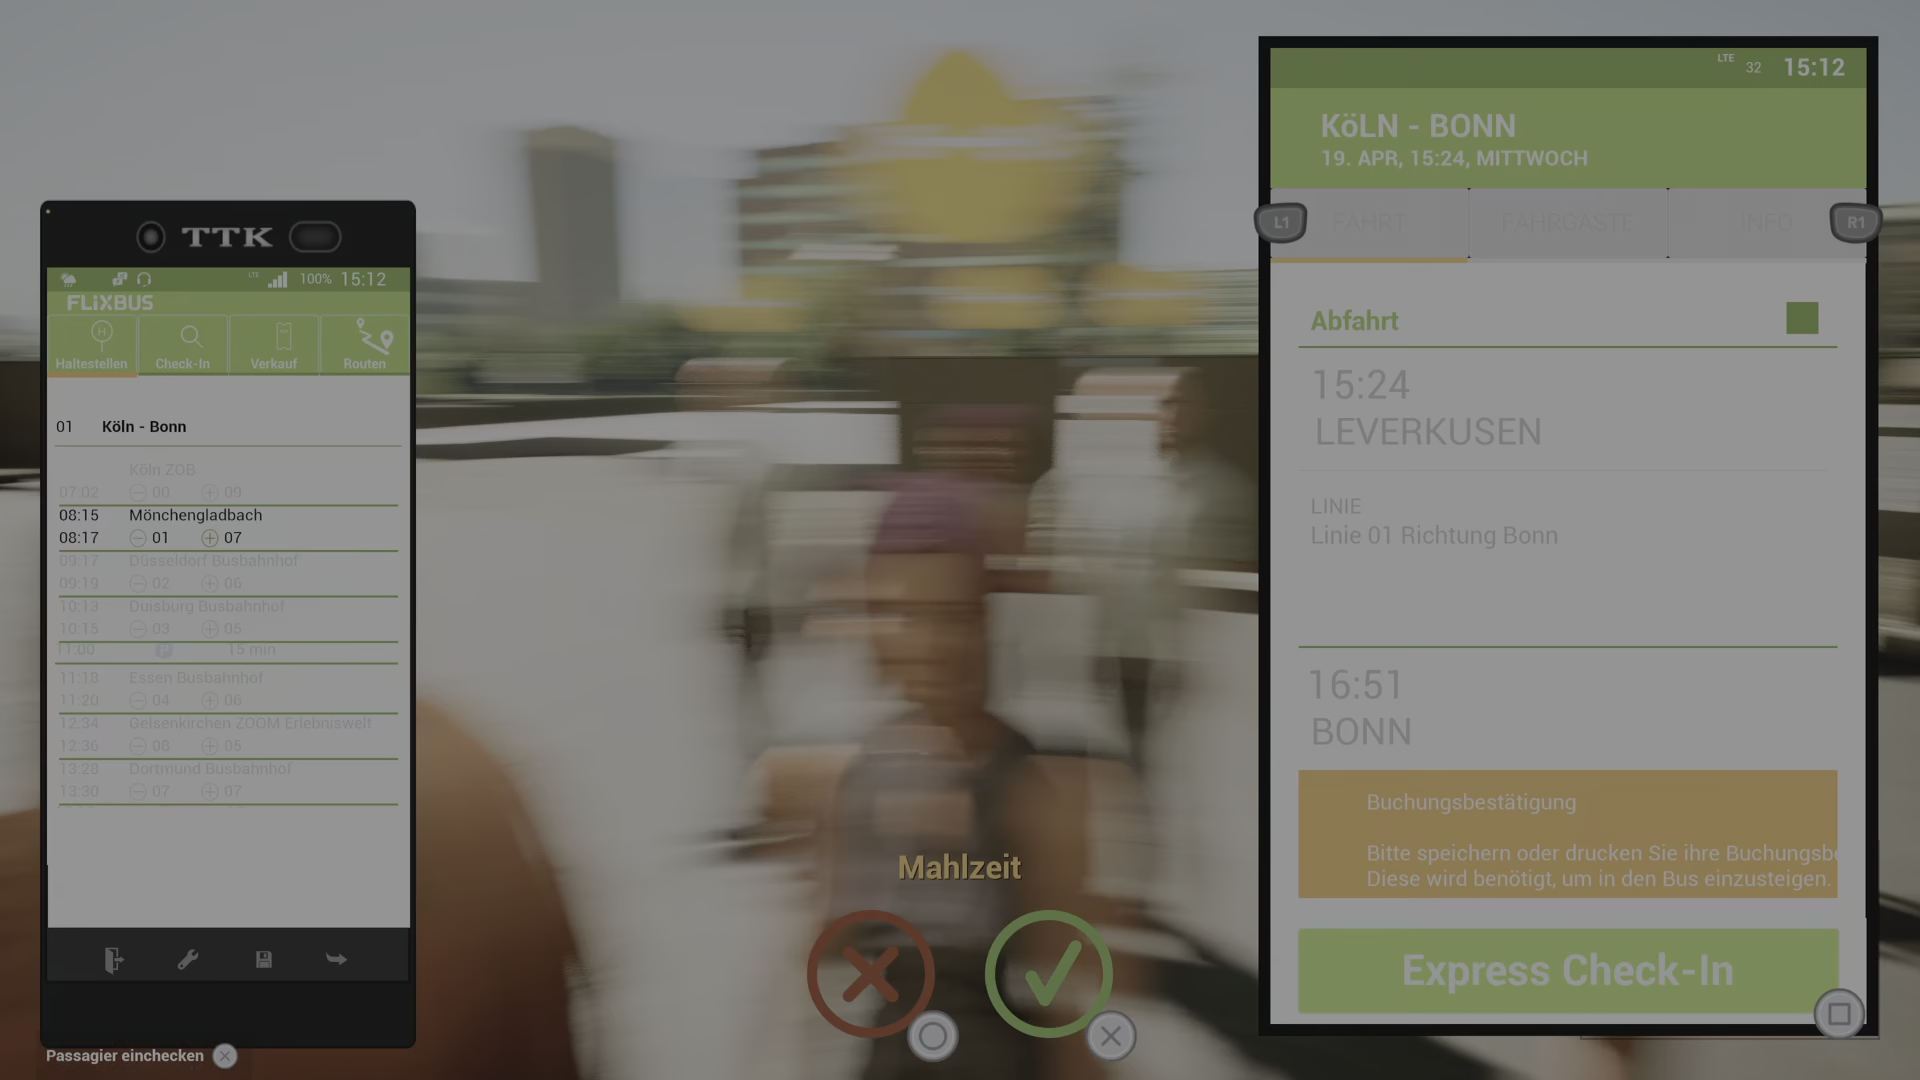 TTK
LTE 100% 15:12
FLiXBUS
Haltestellen Check-In Verkauf Routen
01 Köln - Bonn
Köln ZOB
07:02 00 09
08:15 Mönchengladbach
08:17 01 07
09:17 Düsseldorf Busbahnhof
09:19 02 06
10:13 Duisburg Busbahnhof
10:15 03 05
11:00 P 15 min
11:18 Essen Busbahnhof
11:20 04 06
12:34 Gelsenkirchen ZOOM Erlebniswelt
12:36 08 05
13:28 Dortmund Busbahnhof
13:30 07 07
Passagier einchecken
Mahlzeit
LTE 32 15:12
KöLN - BONN
19. APR, 15:24, MITTWOCH
L1 FAHRT FAHRGÄSTE INFO R1
Abfahrt
15:24
LEVERKUSEN
LINIE
Linie 01 Richtung Bonn
16:51
BONN
Buchungsbestätigung
Bitte speichern oder drucken Sie ihre Buchungsbe
Diese wird benötigt, um in den Bus einzusteigen.
Express Check-In